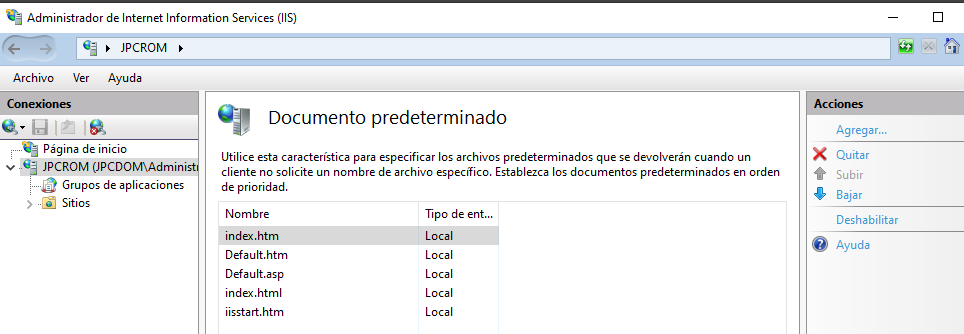 Administrador de Internet Information Services (IIS)
JPCROM
Archivo Ver Ayuda
Conexiones
Página de inicio
JPCROM (JPCDOM\Administr
Grupos de aplicaciones
Sitios
Documento predeterminado
Utilice esta característica para especificar los archivos predeterminados que se devolverán cuando un
cliente no solicite un nombre de archivo específico. Establezca los documentos predeterminados en orden
de prioridad.
Nombre Tipo de ent...
index.htm Local
Default.htm Local
Default.asp Local
index.html Local
iisstart.htm Local
Acciones
Agregar...
Quitar
Subir
Bajar
Deshabilitar
Ayuda